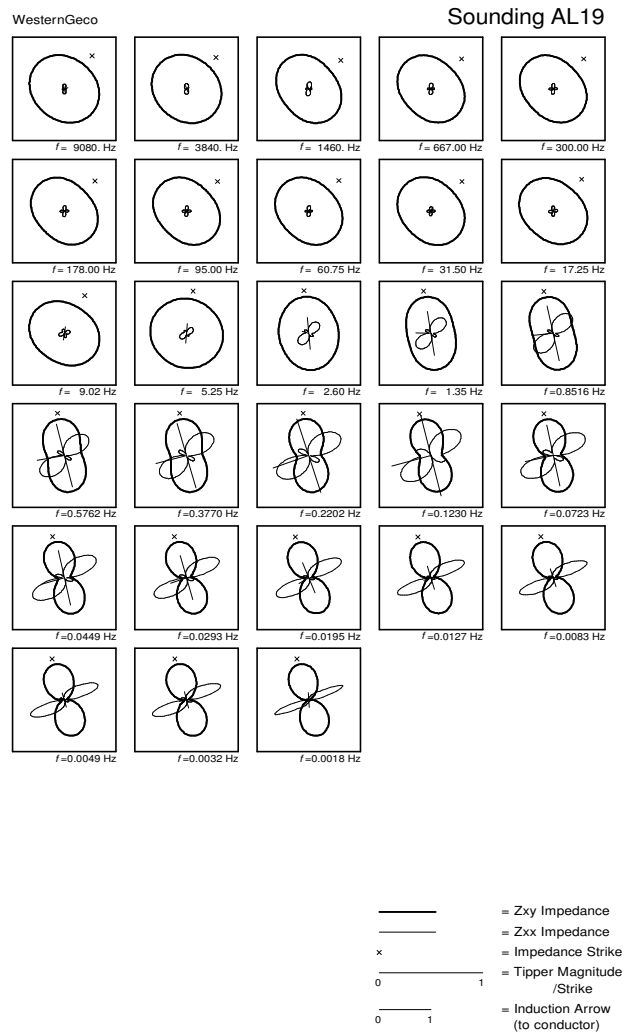 WesternGeco Sounding AL19
f = 9080. Hz f = 3840. Hz f = 1460. Hz f = 667.00 Hz f = 300.00 Hz
f = 178.00 Hz f = 95.00 Hz f = 60.75 Hz f = 31.50 Hz f = 17.25 Hz
f = 9.02 Hz f = 5.25 Hz f = 2.60 Hz f = 1.35 Hz f =0.8516 Hz
f =0.5762 Hz f =0.3770 Hz f =0.2202 Hz f =0.1230 Hz f =0.0723 Hz
f =0.0449 Hz f =0.0293 Hz f =0.0195 Hz f =0.0127 Hz f =0.0083 Hz
f =0.0049 Hz f =0.0032 Hz f =0.0018 Hz
= Zxy Impedance
= Zxx Impedance
× = Impedance Strike
0 1 = Tipper Magnitude
/Strike
0 1 = Induction Arrow
(to conductor)